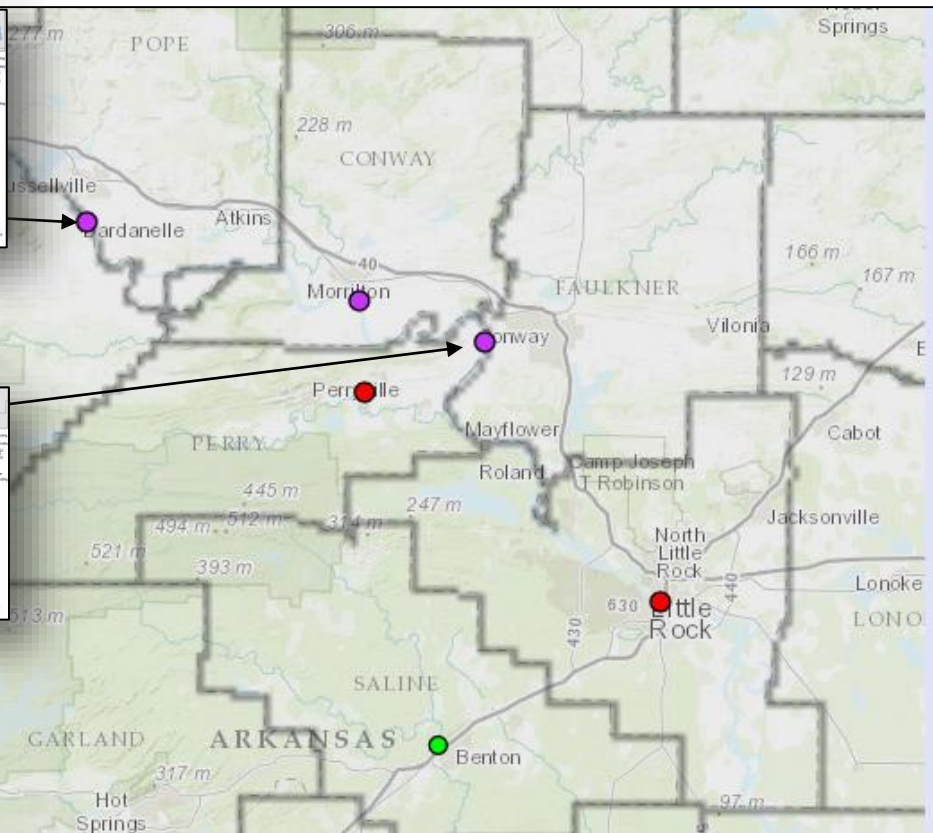 Springs
277 m
306 m
POPE
228 m
CONWAY
ussellville
Atkins
ardanelle
166 m
40
167 m
Morrilton
FAULKNER
Vilonia
onway
129 m
Perryville
Mayflower
Cabot
PERRY
Roland
Camp Joseph
T Robinson
445 m
247 m
494 m
512 m
314 m
Jacksonville
North
Little
Rock
521 m
393 m
440
Lonoke
630
Little
Rock
513 m
LONO
430
SALINE
GARLAND
ARKANSAS
Benton
317 m
Hot
Springs
97 m